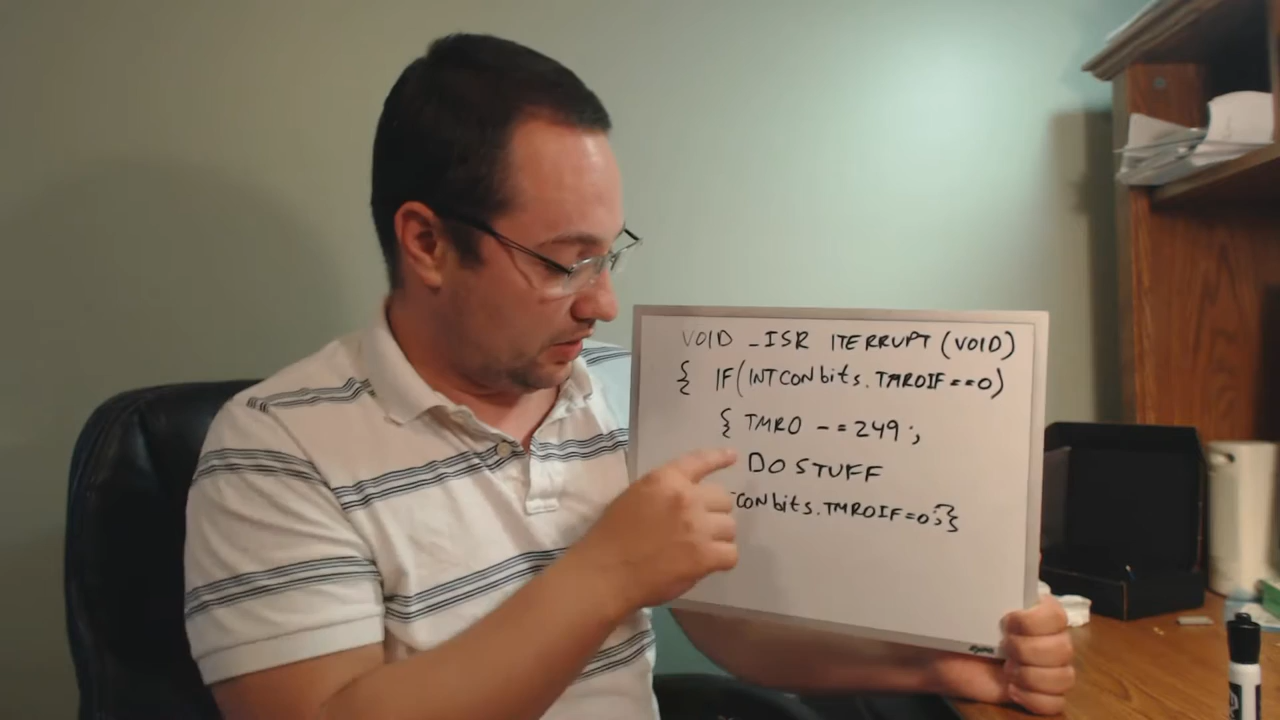 VOID _ISR ITERRUPT (VOID)
{ IF(INTCONbits.TMROIF==0)
{ TMRO -=249;
DO STUFF
CONbits.TMROIF=0;}